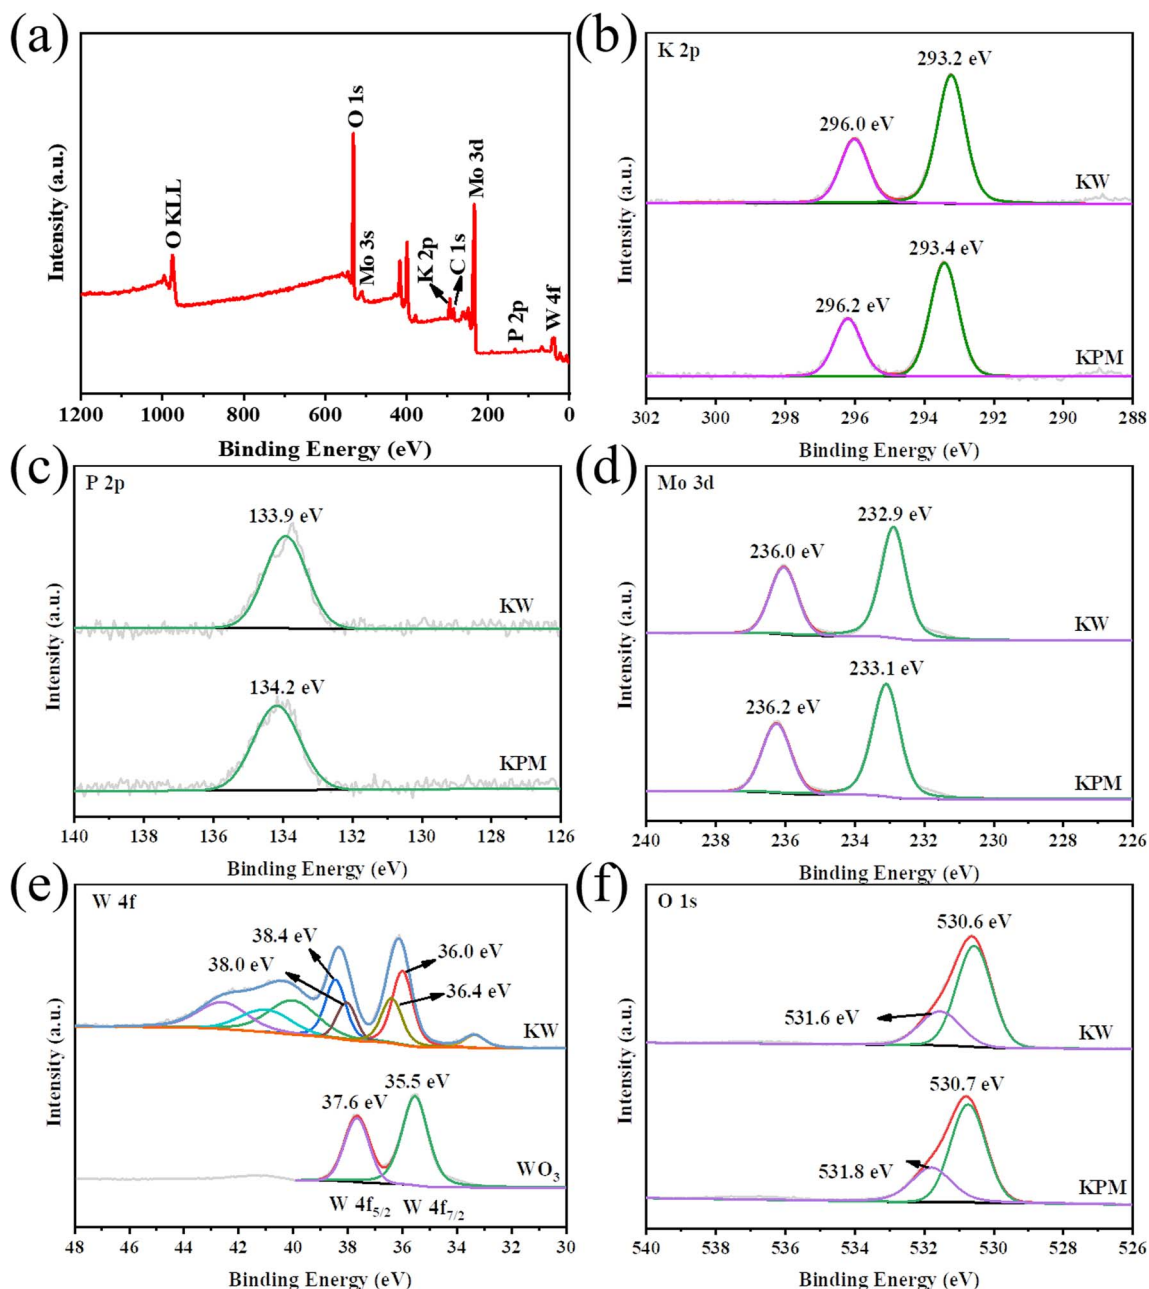 (a)
O KLL
O 1s
Mo 3s
K 2p
C 1s
Mo 3d
P 2p
W 4f
Intensity (a.u.)
1200 1000 800 600 400 200 0
Binding Energy (eV)
(b)
K 2p
293.2 eV
296.0 eV
KW
293.4 eV
296.2 eV
KPM
Intensity (a.u.)
302 300 298 296 294 292 290 288
Binding Energy (eV)
(c)
P 2p
133.9 eV
KW
134.2 eV
KPM
Intensity (a.u.)
140 138 136 134 132 130 128 126
Binding Energy (eV)
(d)
Mo 3d
232.9 eV
236.0 eV
KW
233.1 eV
236.2 eV
KPM
Intensity (a.u.)
240 238 236 234 232 230 228 226
Binding Energy (eV)
(e)
W 4f
38.4 eV
36.0 eV
38.0 eV
36.4 eV
KW
35.5 eV
37.6 eV
WO3
W 4f5/2 W 4f7/2
Intensity (a.u.)
48 46 44 42 40 38 36 34 32 30
Binding Energy (eV)
(f)
O 1s
530.6 eV
531.6 eV
KW
530.7 eV
531.8 eV
KPM
Intensity (a.u.)
540 538 536 534 532 530 528 526
Binding Energy (eV)